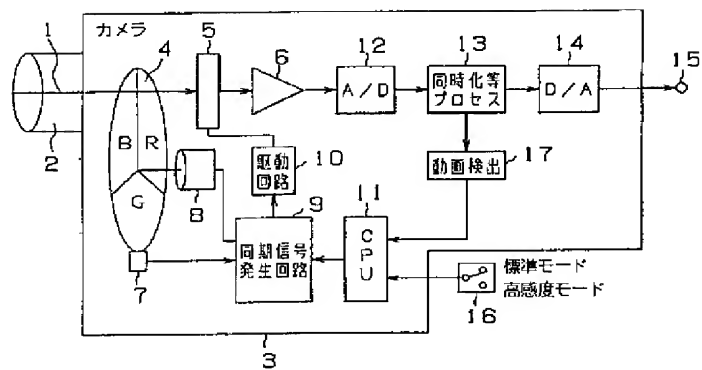 カメラ
1
4
5
6
12
13
14
15
A/D
同時化等
プロセス
D/A
2
B
R
G
8
駆動
回路
10
動画検出
17
9
11
同期信号
発生回路
CPU
7
標準モード
高感度モード
16
3